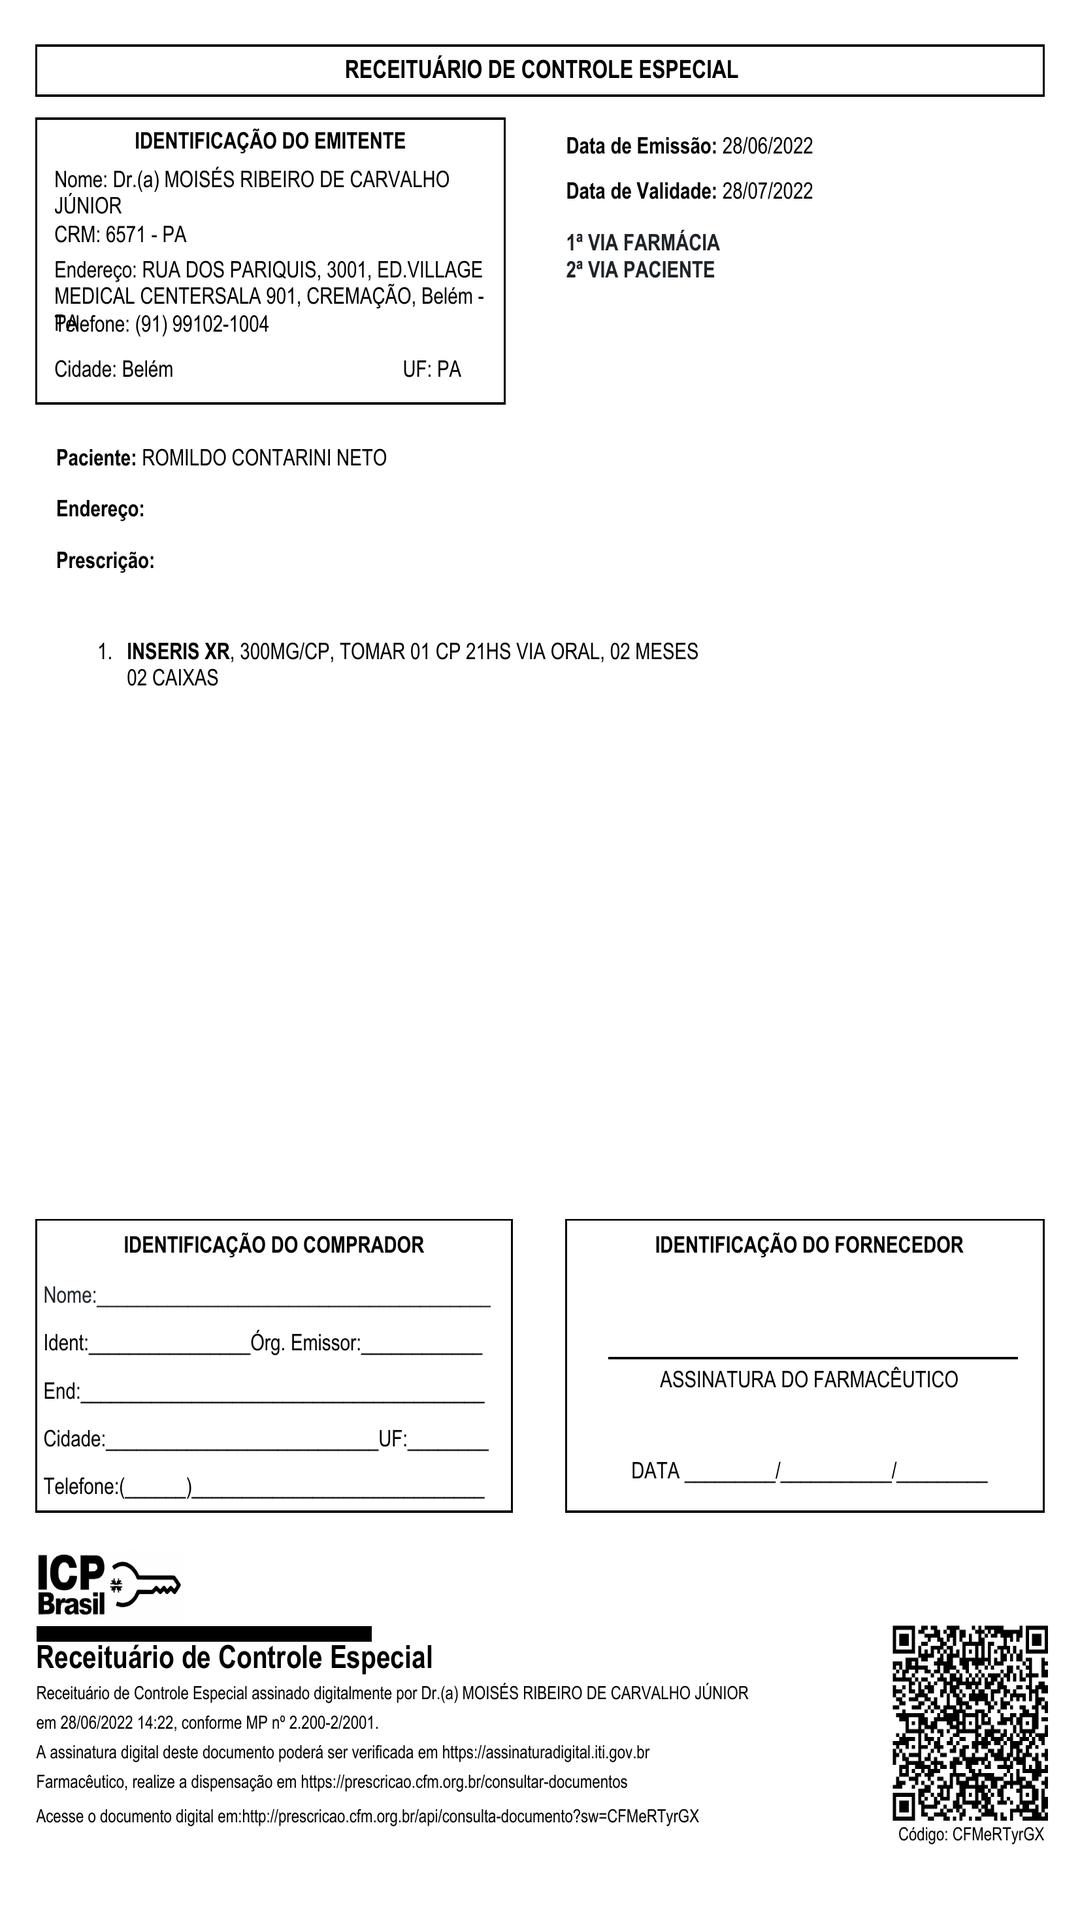 RECEITUÁRIO DE CONTROLE ESPECIAL
IDENTIFICAÇÃO DO EMITENTE
Nome: Dr.(a) MOISÉS RIBEIRO DE CARVALHO
JÚNIOR
CRM: 6571 - PA
Endereço: RUA DOS PARIQUIS, 3001, ED.VILLAGE
MEDICAL CENTERSALA 901, CREMAÇÃO, Belém -
PA
Telefone: (91) 99102-1004
Cidade: Belém UF: PA
Data de Emissão: 28/06/2022
Data de Validade: 28/07/2022
1ª VIA FARMÁCIA
2ª VIA PACIENTE
Paciente: ROMILDO CONTARINI NETO
Endereço:
Prescrição:
1. INSERIS XR, 300MG/CP, TOMAR 01 CP 21HS VIA ORAL, 02 MESES
02 CAIXAS
IDENTIFICAÇÃO DO COMPRADOR
Nome:_______________________________________
Ident:________________Órg. Emissor:____________
End:________________________________________
Cidade:___________________________UF:________
Telefone:(______)_____________________________
IDENTIFICAÇÃO DO FORNECEDOR
ASSINATURA DO FARMACÊUTICO
DATA _________/___________/_________
ICP
Brasil
Receituário de Controle Especial
Receituário de Controle Especial assinado digitalmente por Dr.(a) MOISÉS RIBEIRO DE CARVALHO JÚNIOR
em 28/06/2022 14:22, conforme MP nº 2.200-2/2001.
A assinatura digital deste documento poderá ser verificada em https://assinaturadigital.iti.gov.br
Farmacêutico, realize a dispensação em https://prescricao.cfm.org.br/consultar-documentos
Acesse o documento digital em:http://prescricao.cfm.org.br/api/consulta-documento?sw=CFMeRTyrGX
Código: CFMeRTyrGX